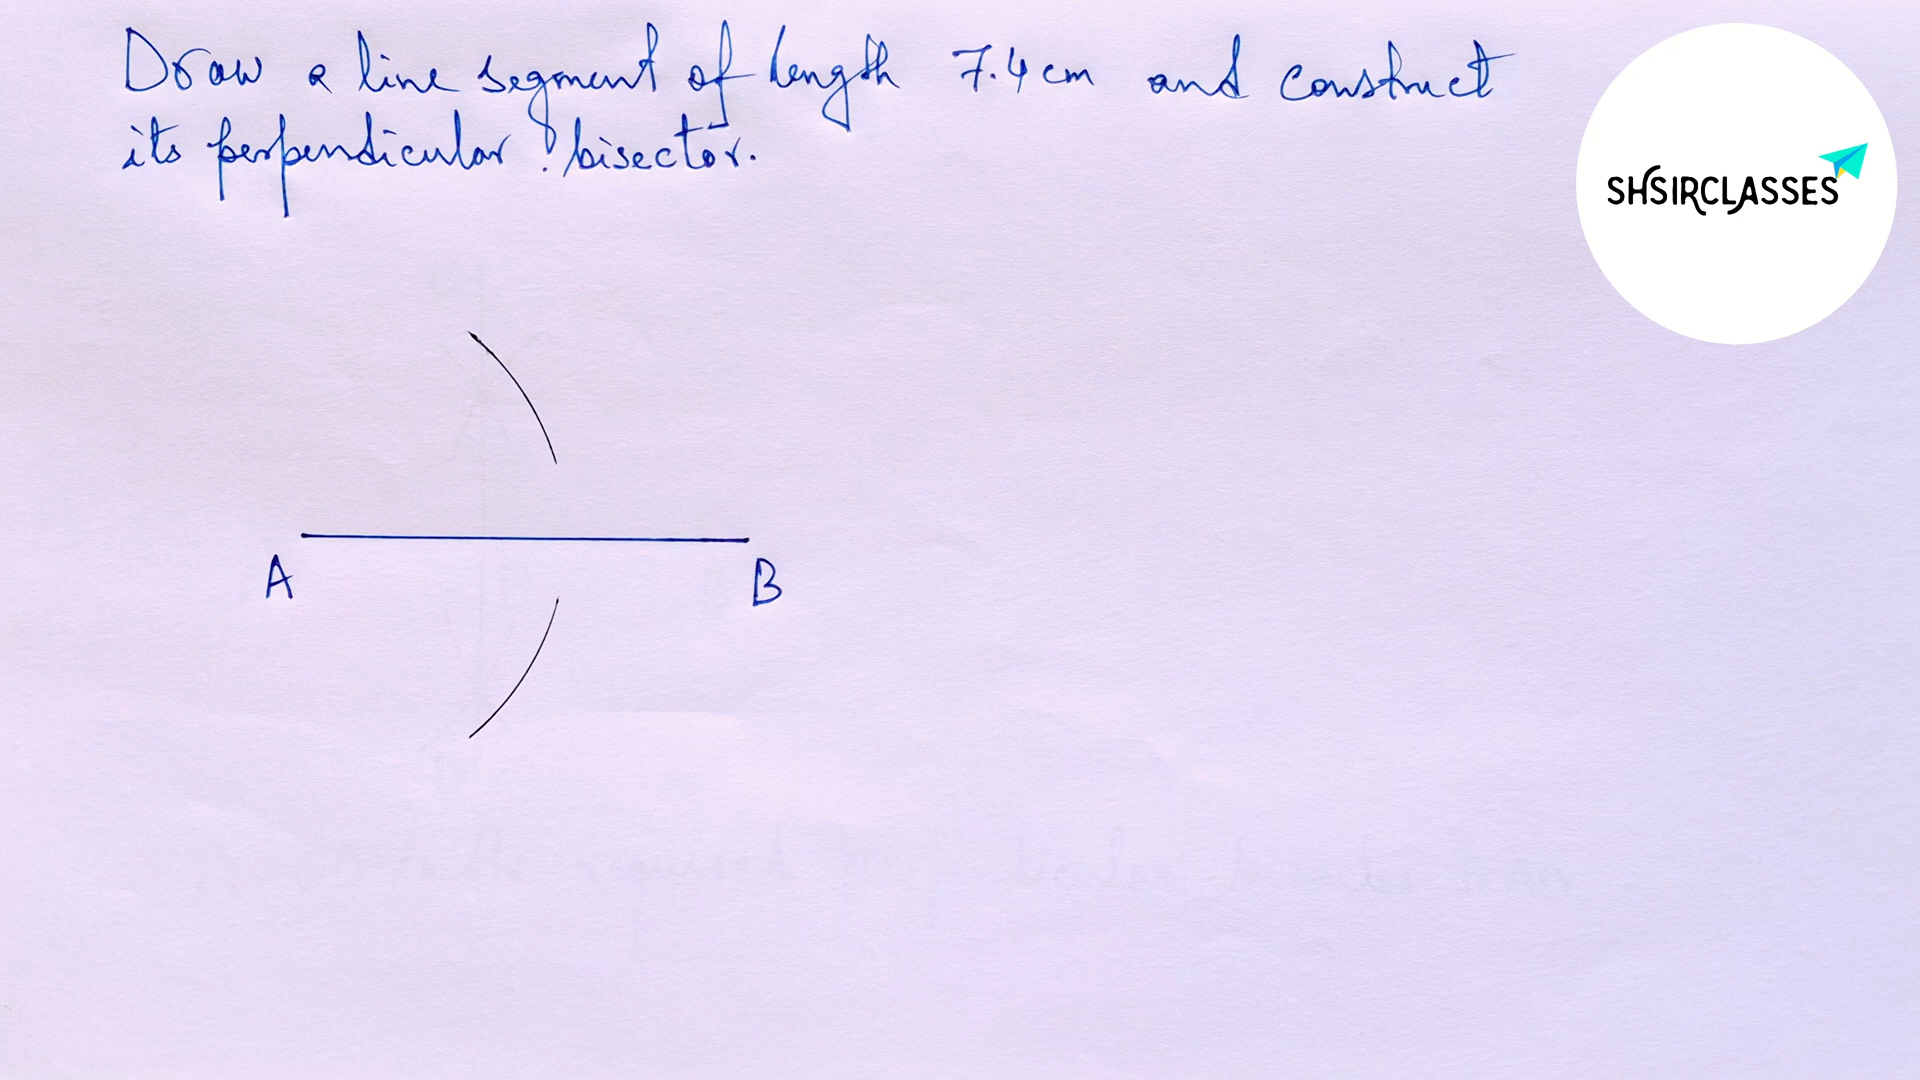 Draw a line segment of length 7.4 cm and construct
its perpendicular bisector.
SHSIRCLASSES
A
B